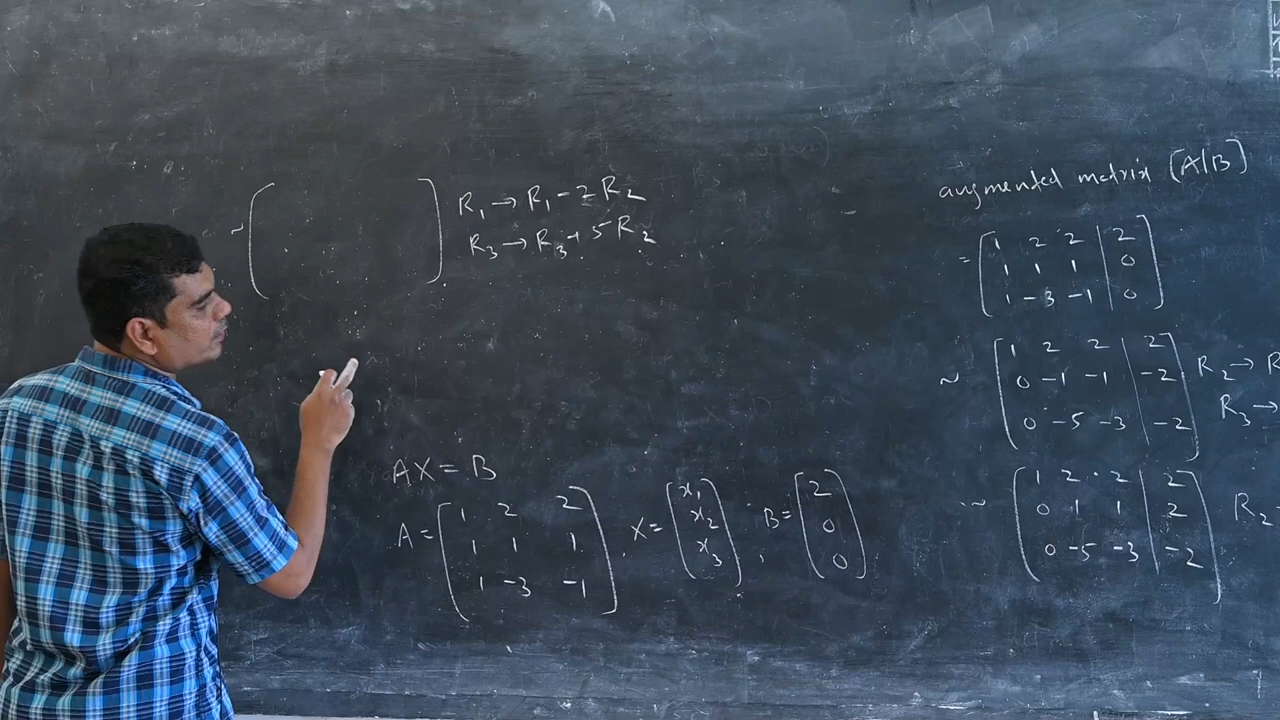 ~ ( ) R₁ → R₁ - 2R₂
R₃ → R₃ + 5R₂
AX = B
A = ( 1 2 2
1 1 1
1 -3 -1 ) , X = ( x₁
x₂
x₃ ) , B = ( 2
0
0 )
augmented matrix (A|B)
= [ 1 2 2 | 2
1 1 1 | 0
1 -3 -1 | 0 ]
~ [ 1 2 2 | 2
0 -1 -1 | -2
0 -5 -3 | -2 ] R₂ → R
R₃ →
~ ( 1 2 2 | 2
0 1 1 | 2
0 -5 -3 | -2 ) R₂